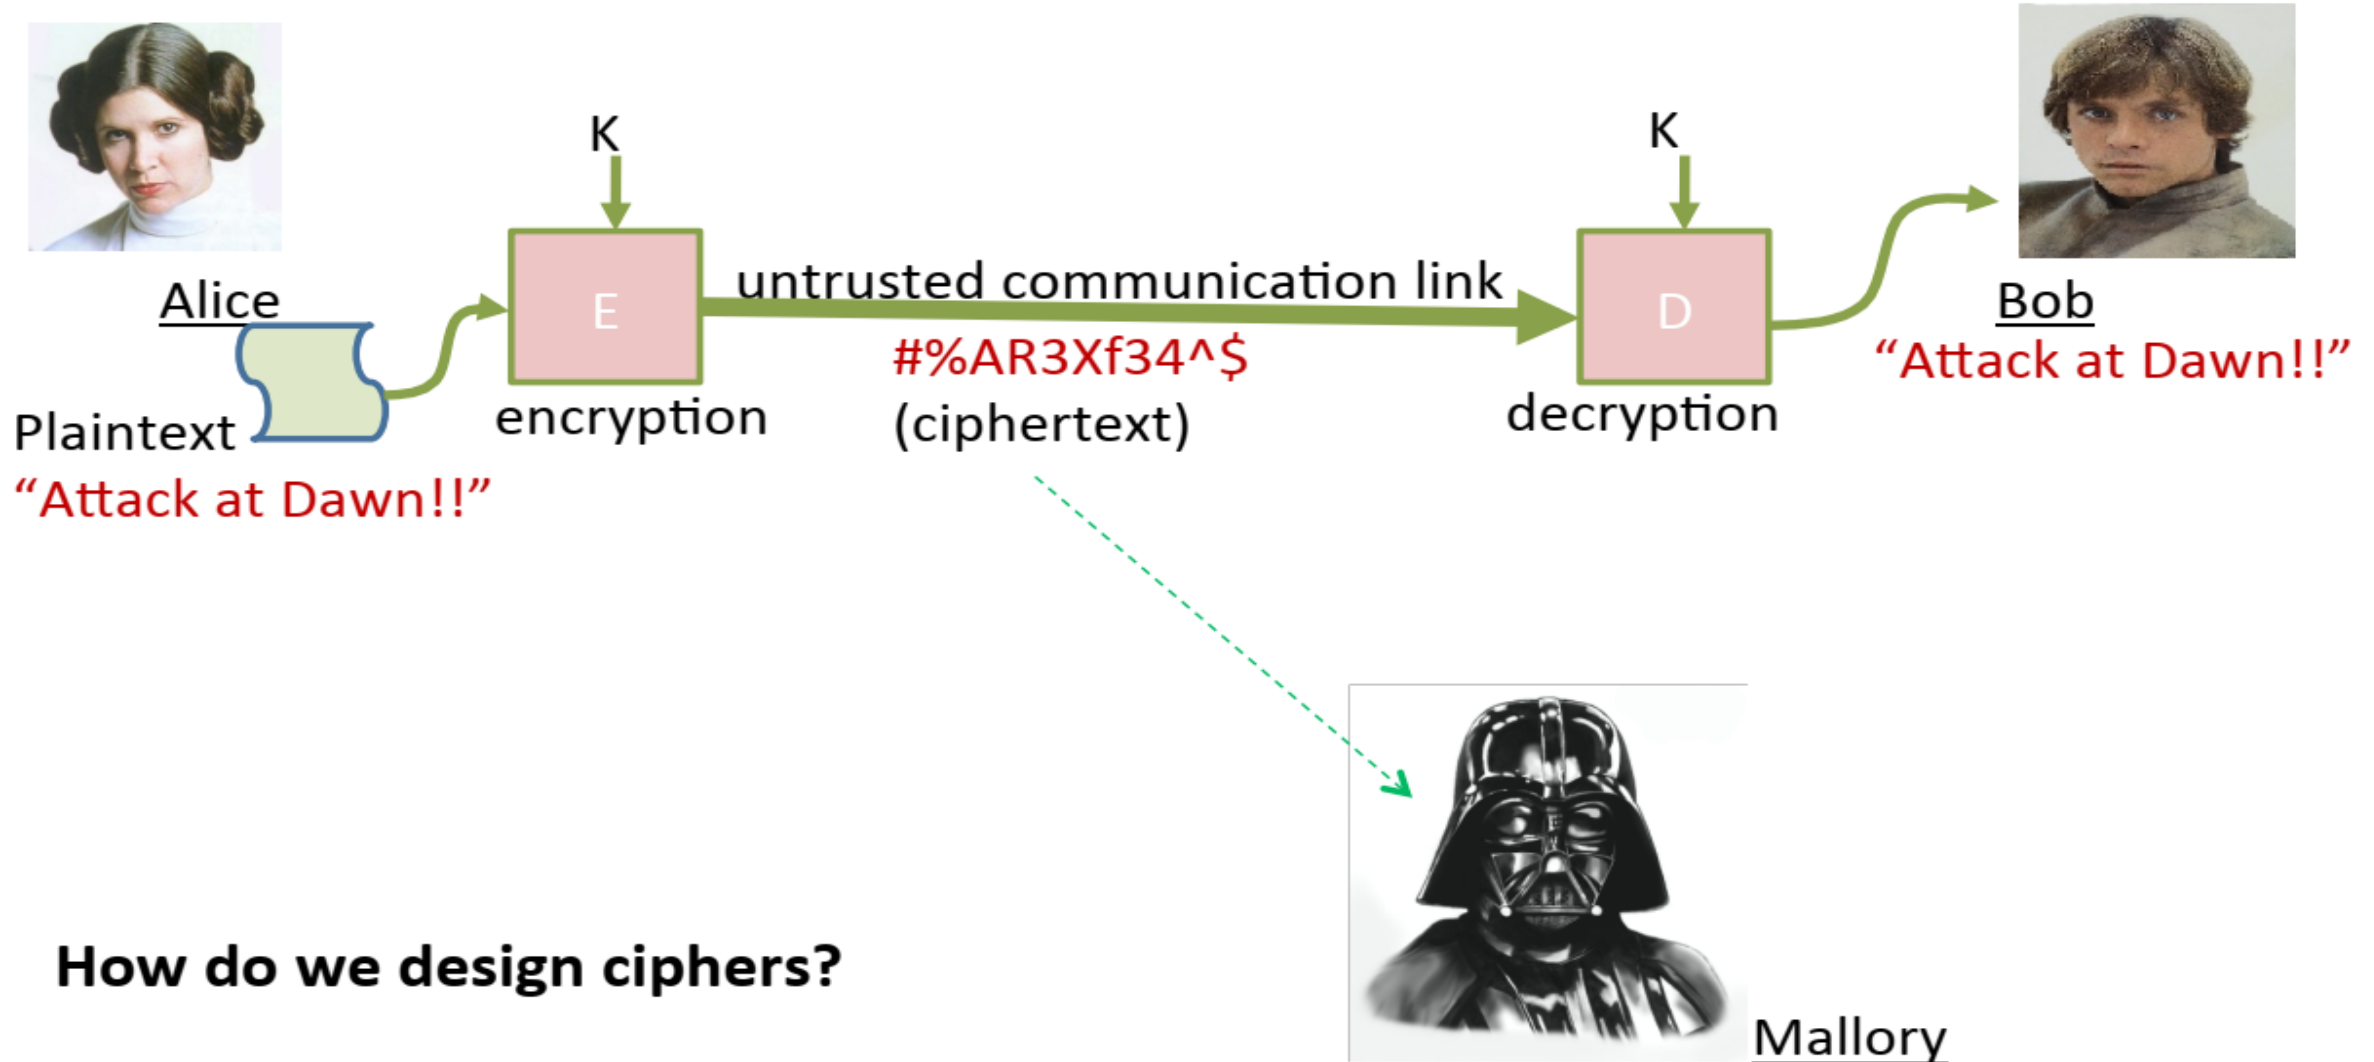 K
K
Alice
E
untrusted communication link
D
Bob
#%AR3Xf34^$
“Attack at Dawn!!”
Plaintext
encryption
(ciphertext)
decryption
“Attack at Dawn!!”
How do we design ciphers?
Mallory